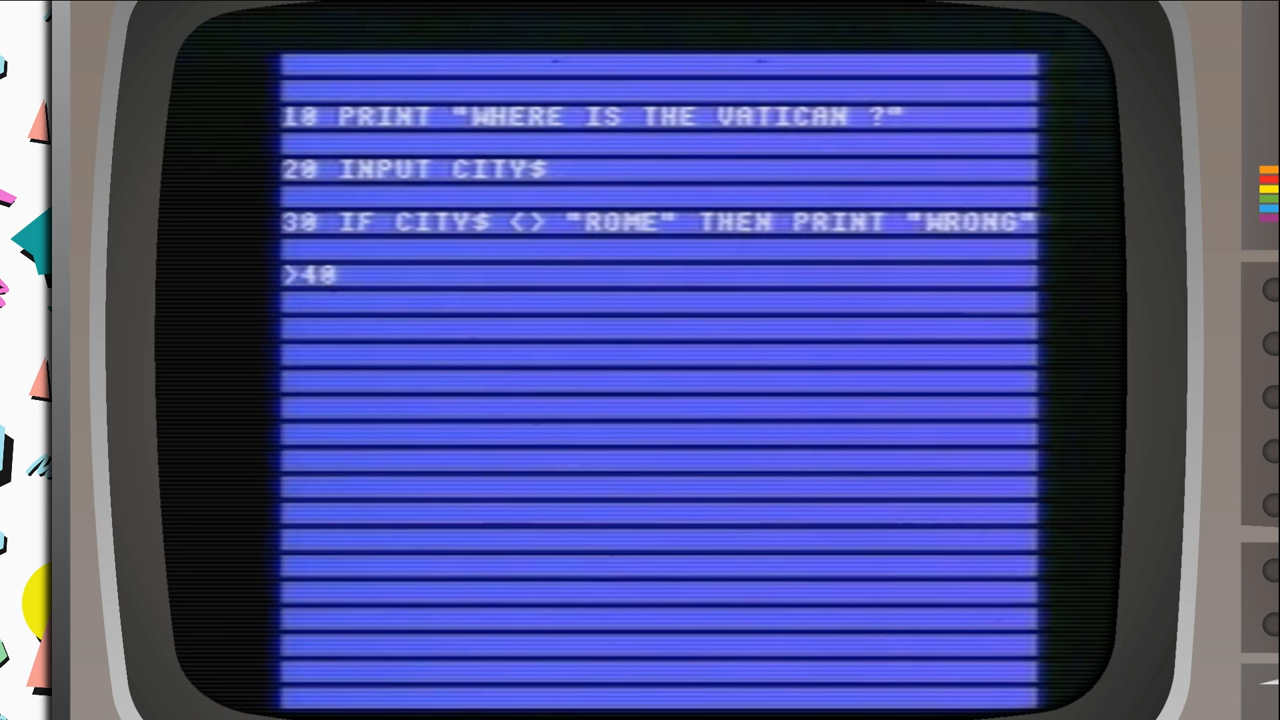 10 PRINT "WHERE IS THE VATICAN ?"
20 INPUT CITY$
30 IF CITY$ <> "ROME" THEN PRINT "WRONG"
>40